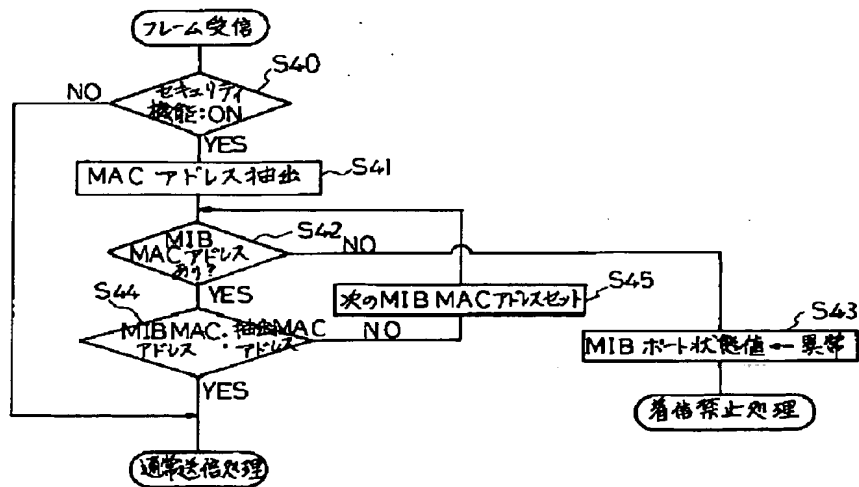 フレーム受信
S40
セキュリティ
機能:ON
NO
YES
MAC アドレス抽出
S41
S42
MIB
MACアドレス
あり?
NO
YES
次のMIB MACアドレスセット
S45
S44
MIB MAC : 抽出MAC
アドレス アドレス
NO
YES
S43
MIB ポート状態値 ← 異常
着信禁止処理
通常送信処理